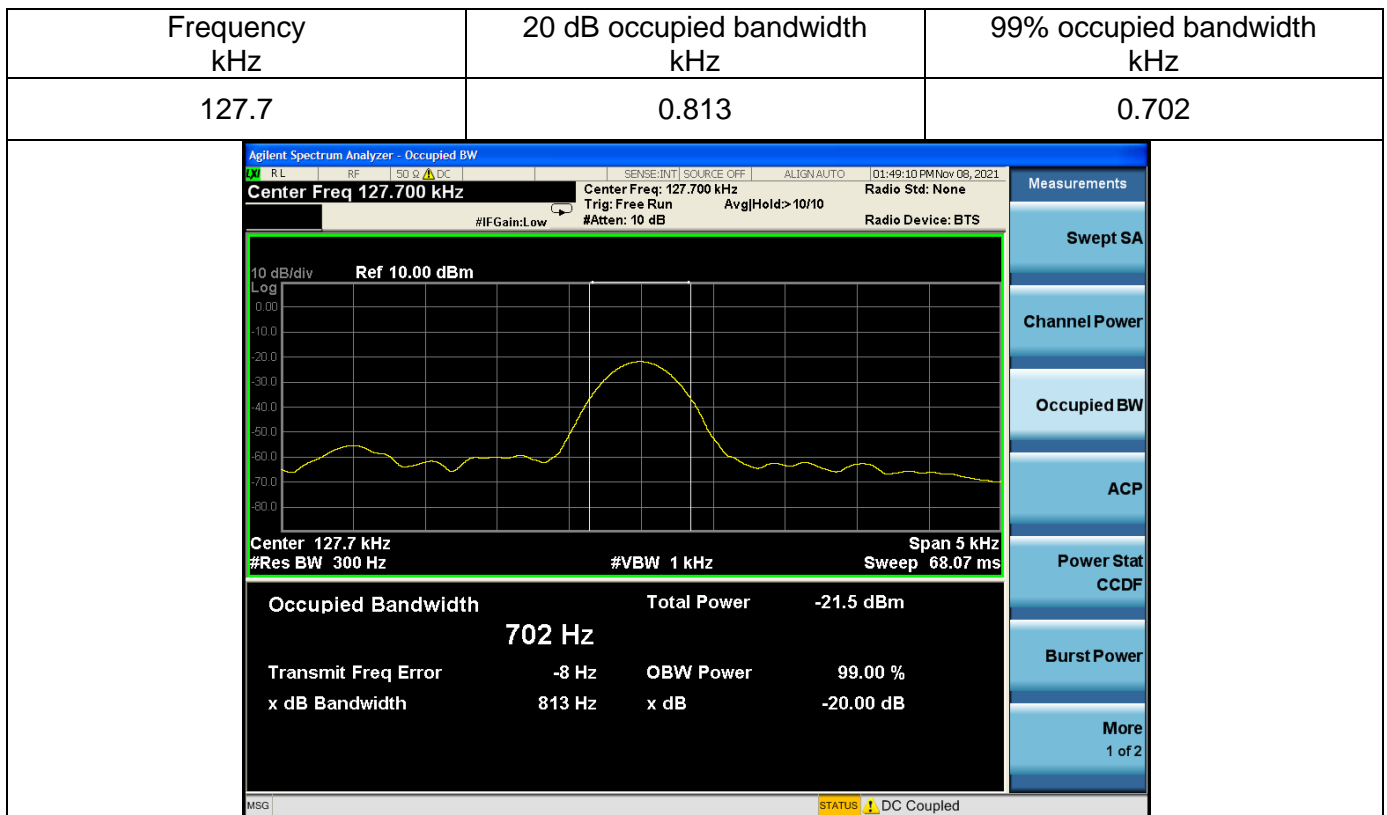 Frequency
kHz
20 dB occupied bandwidth
kHz
99% occupied bandwidth
kHz
127.7
0.813
0.702
Agilent Spectrum Analyzer - Occupied BW
LXI RL RF 50 Ω DC SENSE:INT SOURCE OFF ALIGN AUTO 01:49:10 PM Nov 08, 2021
Center Freq 127.700 kHz
Center Freq: 127.700 kHz
Radio Std: None
Trig: Free Run Avg|Hold:>10/10
#IFGain:Low
#Atten: 10 dB
Radio Device: BTS
10 dB/div Ref 10.00 dBm
Log
0.00
-10.0
-20.0
-30.0
-40.0
-50.0
-60.0
-70.0
-80.0
Center 127.7 kHz Span 5 kHz
#Res BW 300 Hz #VBW 1 kHz Sweep 68.07 ms
Occupied Bandwidth Total Power -21.5 dBm
702 Hz
Transmit Freq Error -8 Hz OBW Power 99.00 %
x dB Bandwidth 813 Hz x dB -20.00 dB
MSG STATUS DC Coupled
Measurements
Swept SA
Channel Power
Occupied BW
ACP
Power Stat
CCDF
Burst Power
More
1 of 2